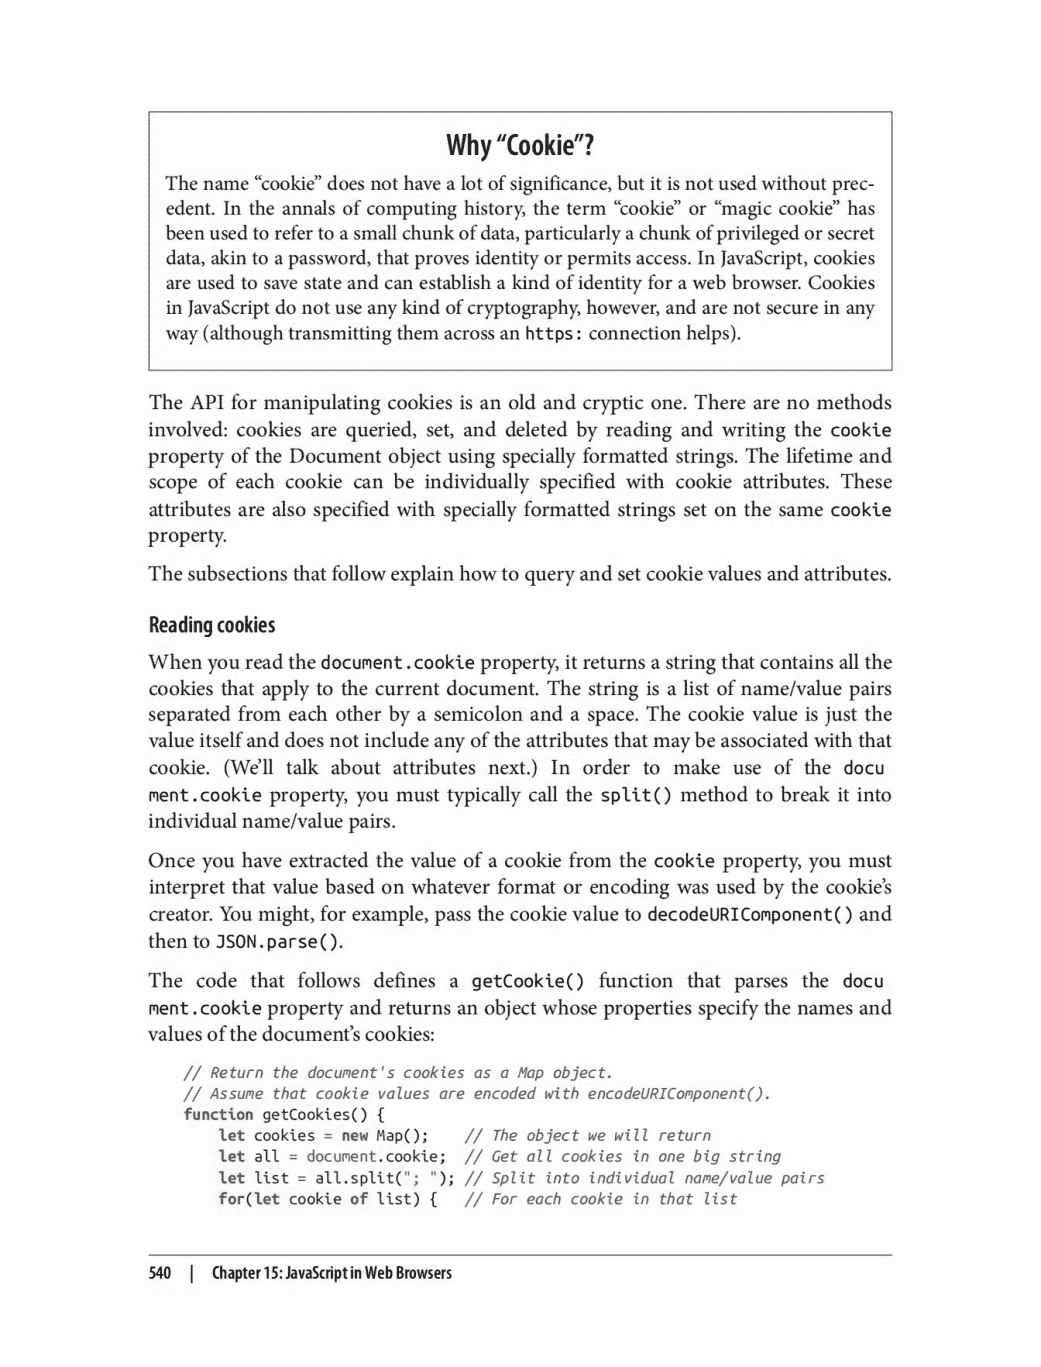 Why “Cookie”?
The name “cookie” does not have a lot of significance, but it is not used without prec-
edent. In the annals of computing history, the term “cookie” or “magic cookie” has
been used to refer to a small chunk of data, particularly a chunk of privileged or secret
data, akin to a password, that proves identity or permits access. In JavaScript, cookies
are used to save state and can establish a kind of identity for a web browser. Cookies
in JavaScript do not use any kind of cryptography, however, and are not secure in any
way (although transmitting them across an https: connection helps).
The API for manipulating cookies is an old and cryptic one. There are no methods
involved: cookies are queried, set, and deleted by reading and writing the cookie
property of the Document object using specially formatted strings. The lifetime and
scope of each cookie can be individually specified with cookie attributes. These
attributes are also specified with specially formatted strings set on the same cookie
property.
The subsections that follow explain how to query and set cookie values and attributes.
Reading cookies
When you read the document.cookie property, it returns a string that contains all the
cookies that apply to the current document. The string is a list of name/value pairs
separated from each other by a semicolon and a space. The cookie value is just the
value itself and does not include any of the attributes that may be associated with that
cookie. (We’ll talk about attributes next.) In order to make use of the docu
ment.cookie property, you must typically call the split() method to break it into
individual name/value pairs.
Once you have extracted the value of a cookie from the cookie property, you must
interpret that value based on whatever format or encoding was used by the cookie’s
creator. You might, for example, pass the cookie value to decodeURIComponent() and
then to JSON.parse().
The code that follows defines a getCookie() function that parses the docu
ment.cookie property and returns an object whose properties specify the names and
values of the document’s cookies:
// Return the document's cookies as a Map object.
// Assume that cookie values are encoded with encodeURIComponent().
function getCookies() {
    let cookies = new Map();    // The object we will return
    let all = document.cookie;  // Get all cookies in one big string
    let list = all.split("; "); // Split into individual name/value pairs
    for(let cookie of list) {   // For each cookie in that list
540 | Chapter 15: JavaScript in Web Browsers